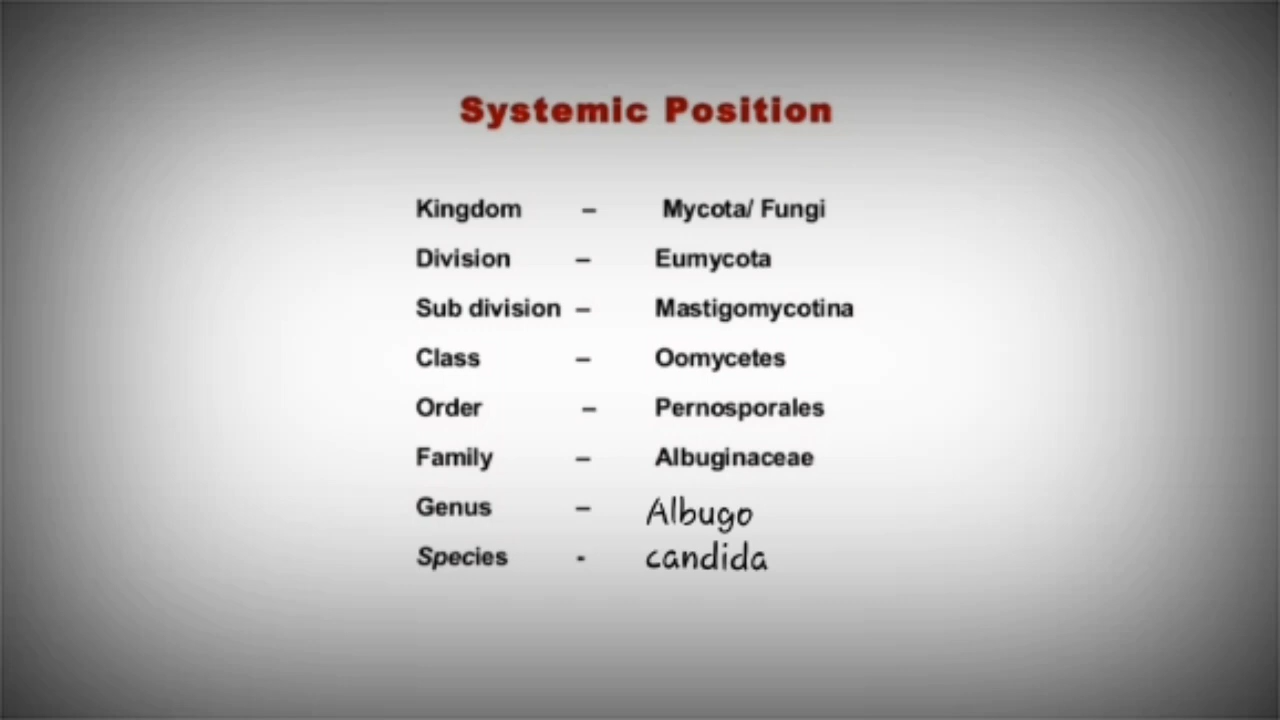 Systemic Position
Kingdom – Mycota/ Fungi
Division – Eumycota
Sub division – Mastigomycotina
Class – Oomycetes
Order – Pernosporales
Family – Albuginaceae
Genus – Albugo
Species - candida